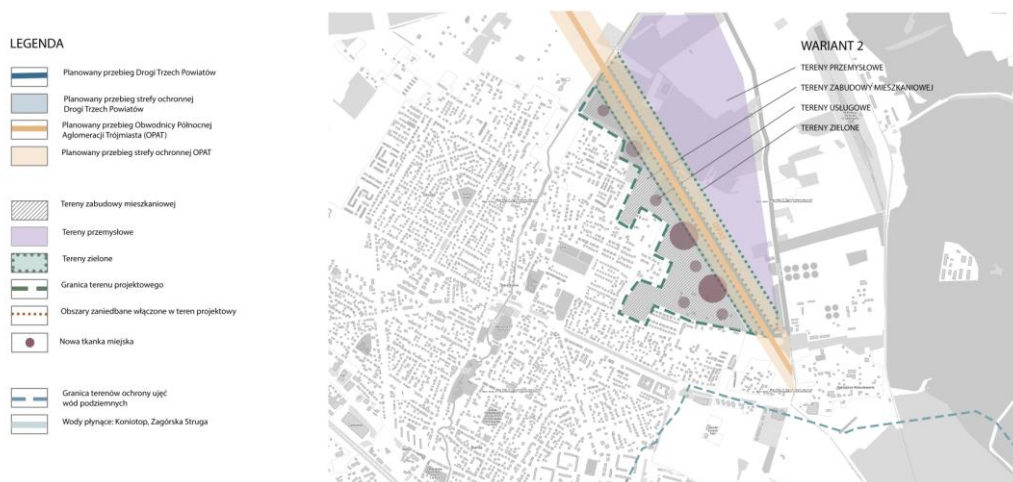 LEGENDA
Planowany przebieg Drogi Trzech Powiatów
Planowany przebieg strefy ochronnej
Drogi Trzech Powiatów
Planowany przebieg Obwodnicy Północnej
Aglomeracji Trójmiasta (OPAT)
Planowany przebieg strefy ochronnej OPAT
Tereny zabudowy mieszkaniowej
Tereny przemysłowe
Tereny zielone
Granica terenu projektowego
Obszary zaniedbane włączone w teren projektowy
Nowa tkanka miejska
Granica terenów ochrony ujęć
wód podziemnych
Wody płynące: Koniotop, Zagórska Struga
WARIANT 2
TERENY PRZEMYSŁOWE
TERENY ZABUDOWY MIESZKANIOWEJ
TERENY USŁUGOWE
TERENY ZIELONE